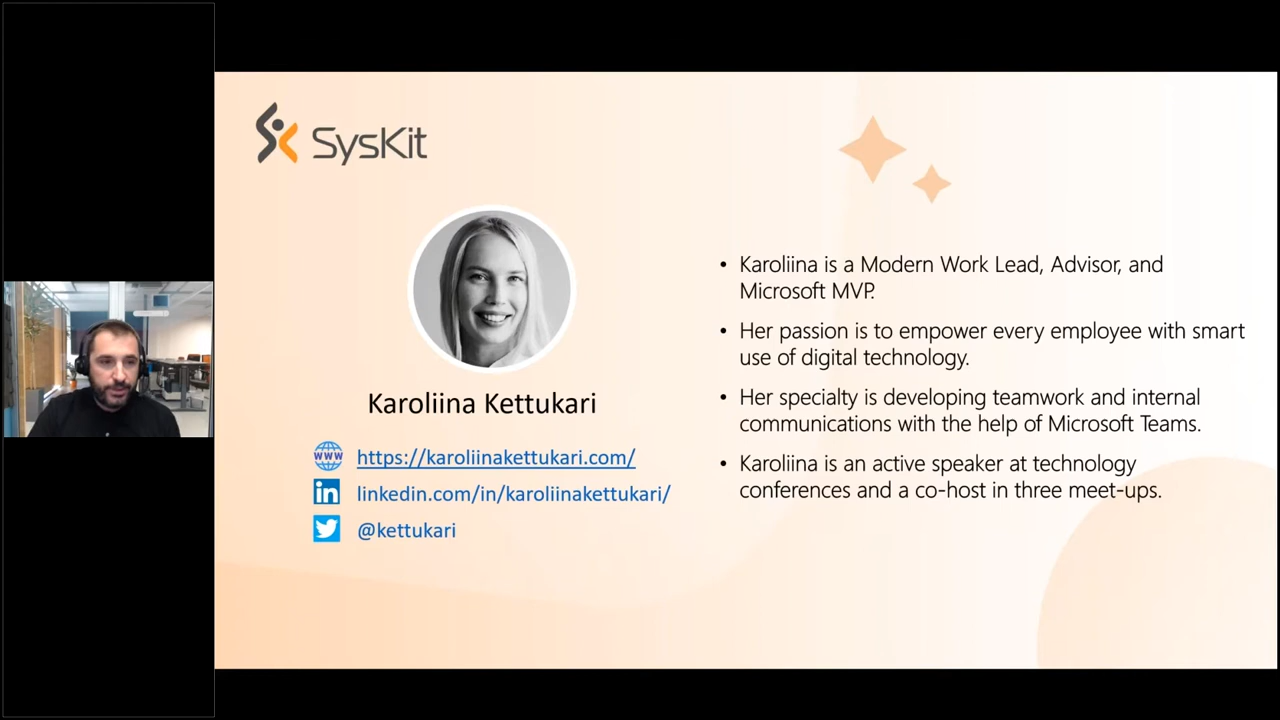 SysKit
Karoliina Kettukari
www
https://karoliinakettukari.com/
in
linkedin.com/in/karoliinakettukari/
@kettukari
• Karoliina is a Modern Work Lead, Advisor, and
Microsoft MVP.
• Her passion is to empower every employee with smart
use of digital technology.
• Her specialty is developing teamwork and internal
communications with the help of Microsoft Teams.
• Karoliina is an active speaker at technology
conferences and a co-host in three meet-ups.